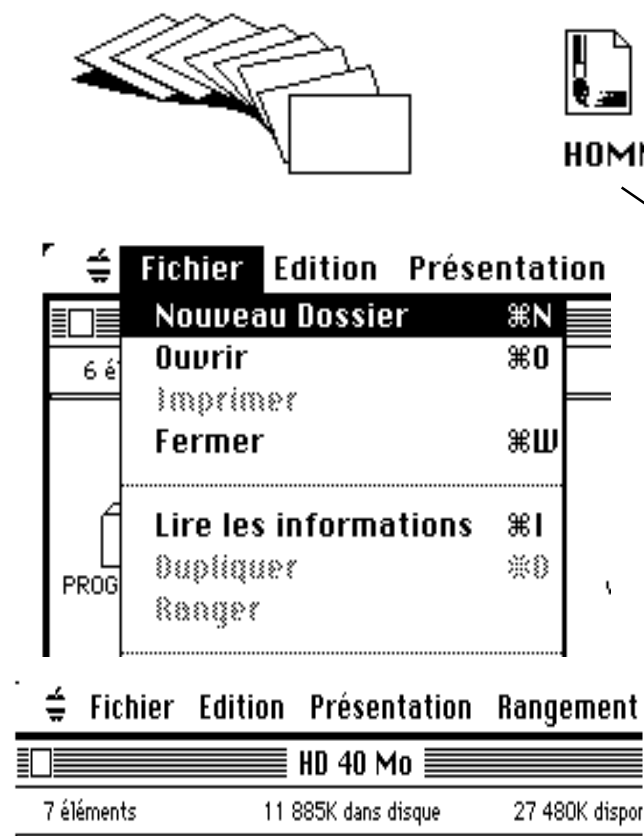 HOMM
Fichier Edition Présentation
Nouveau Dossier ⌘N
6 é
Ouvrir ⌘O
Imprimer
Fermer ⌘W
Lire les informations ⌘I
Dupliquer ⌘D
PROG
Ranger
Fichier Edition Présentation Rangement
HD 40 Mo
7 éléments 11 885K dans disque 27 480K dispor